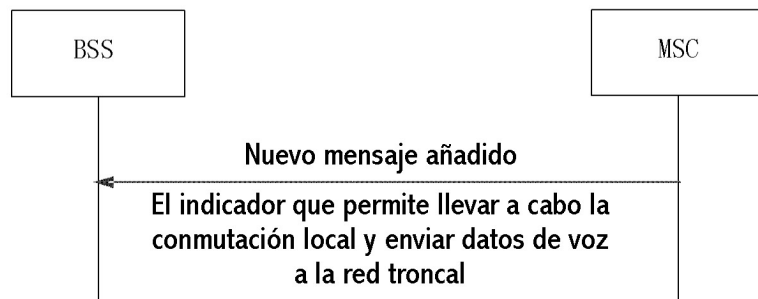 BSS
MSC
Nuevo mensaje añadido
El indicador que permite llevar a cabo la
conmutación local y enviar datos de voz
a la red troncal